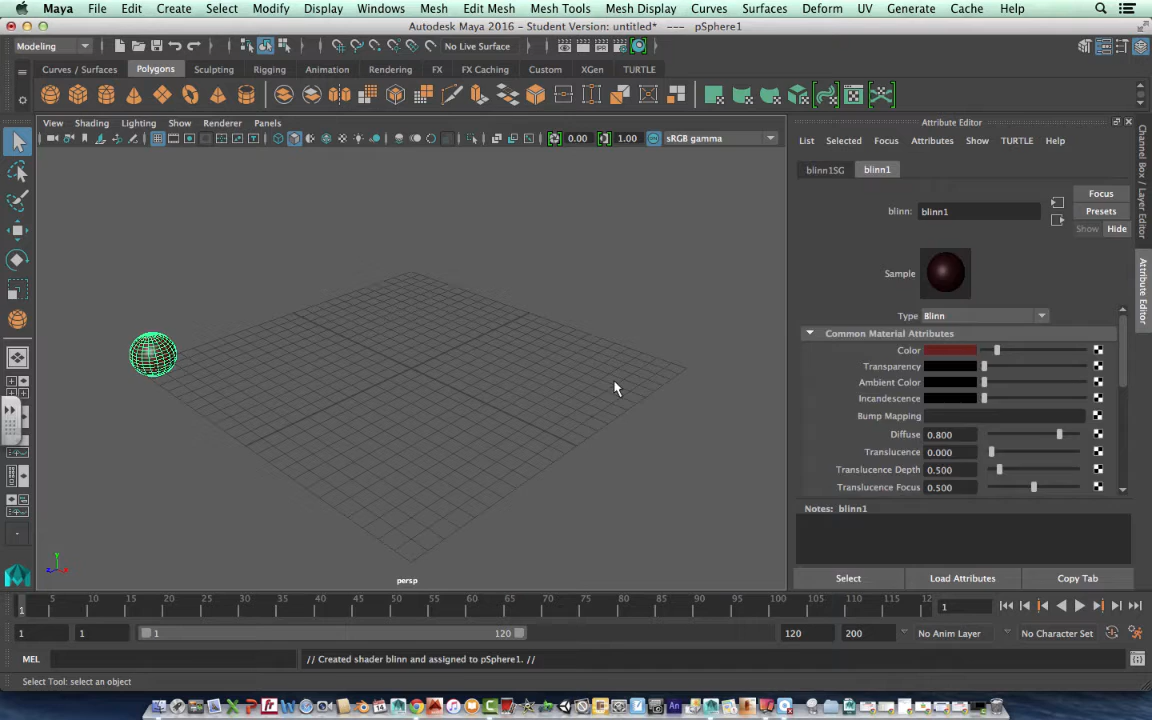 Maya File Edit Create Select Modify Display Windows Mesh Edit Mesh Mesh Tools Mesh Display Curves Surfaces Deform UV Generate Cache Help
Autodesk Maya 2016 - Student Version: untitled* --- pSphere1
Modeling No Live Surface
Curves / Surfaces Polygons Sculpting Rigging Animation Rendering FX FX Caching Custom XGen TURTLE
View Shading Lighting Show Renderer Panels
0.00 1.00 sRGB gamma
Attribute Editor
List Selected Focus Attributes Show TURTLE Help
blinn1SG blinn1
Focus
blinn: blinn1 Presets
Show Hide
Sample
Type Blinn
Common Material Attributes
Color
Transparency
Ambient Color
Incandescence
Bump Mapping
Diffuse 0.800
Translucence 0.000
Translucence Depth 0.500
Translucence Focus 0.500
Notes: blinn1
Select Load Attributes Copy Tab
Channel Box / Layer Editor
Attribute Editor
persp
1 5 10 15 20 25 30 35 40 45 50 55 60 65 70 75 80 85 90 95 100 105 110 115 1
1 1 1 120 120 200 No Anim Layer No Character Set
MEL // Created shader blinn and assigned to pSphere1. //
Select Tool: select an object